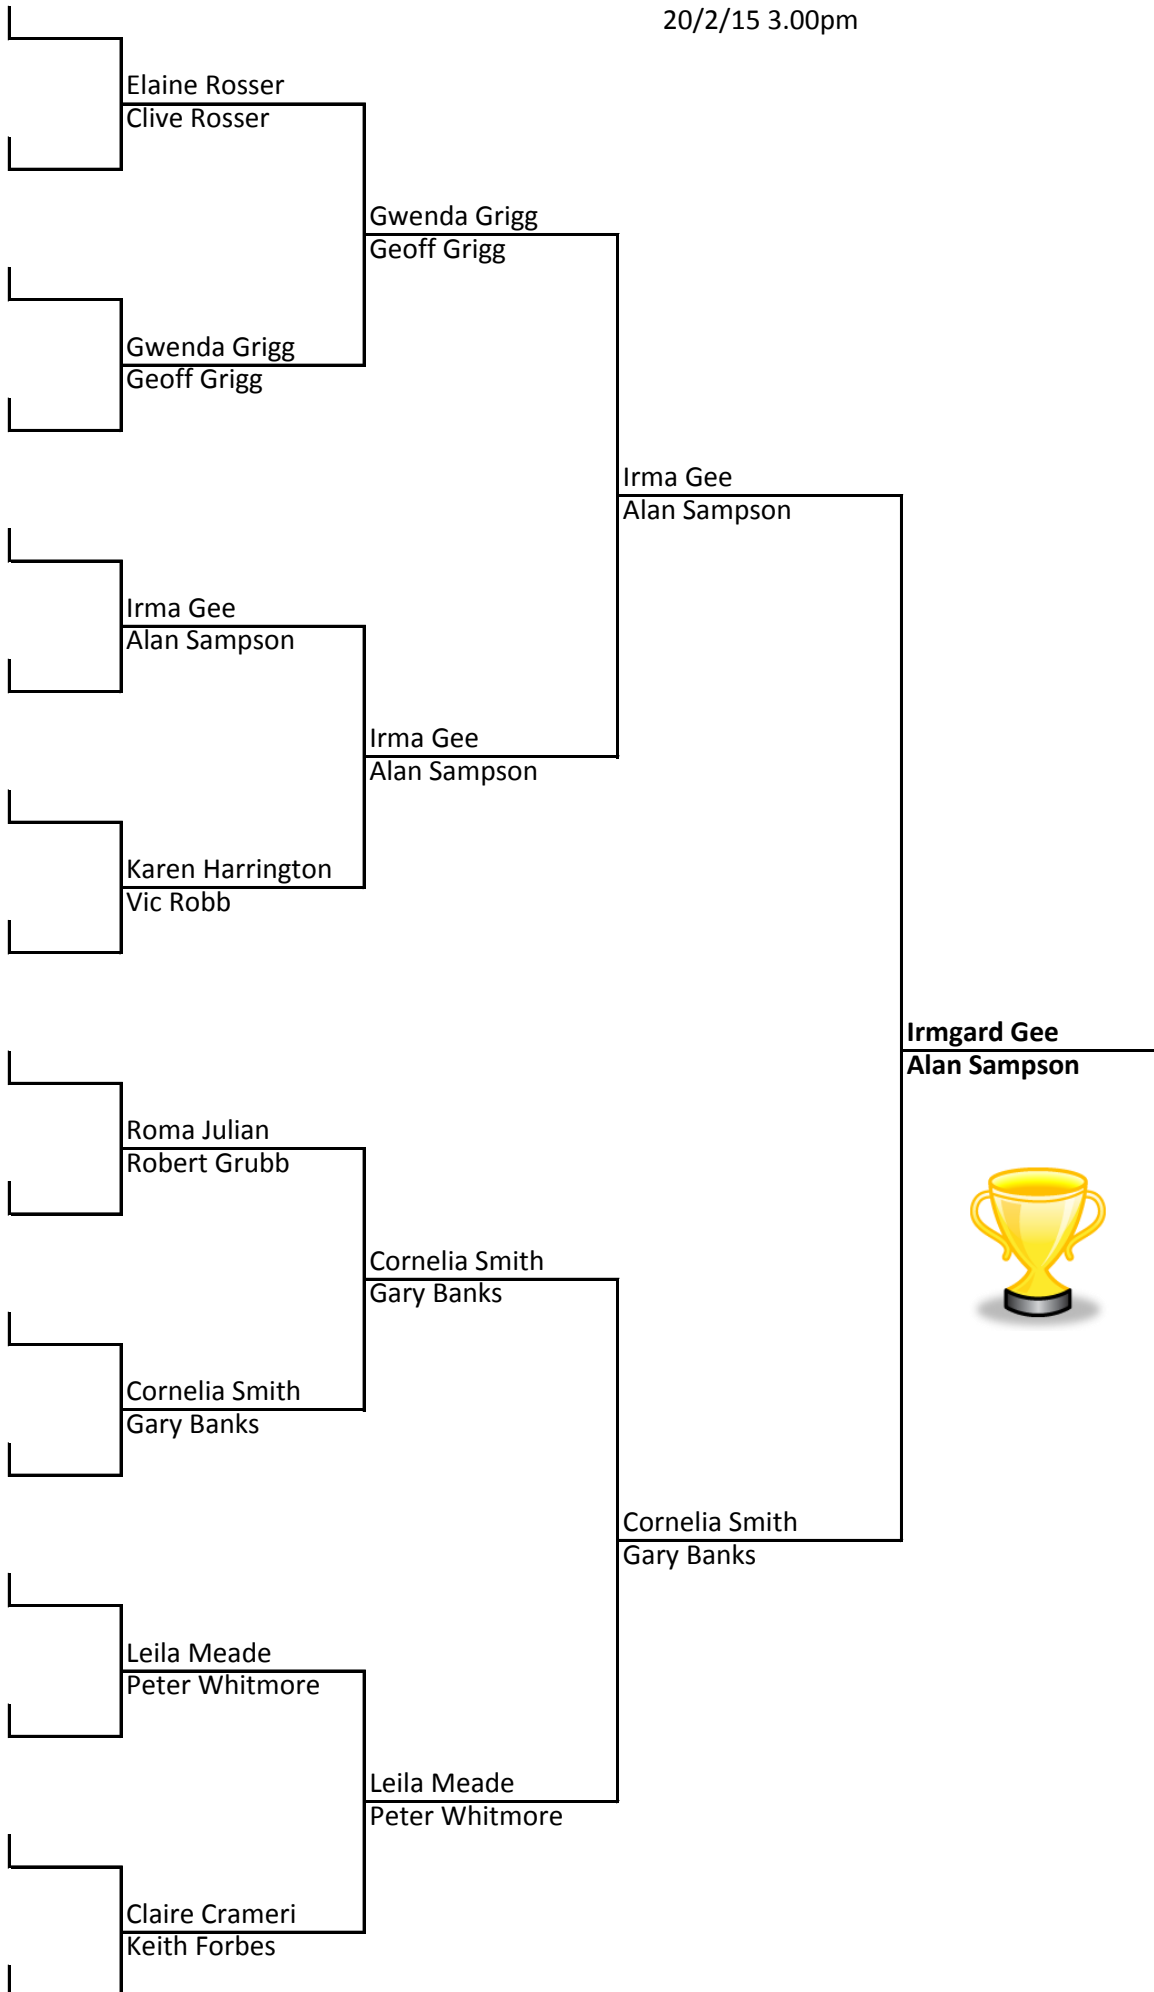 20/2/15 3.00pm
Elaine Rosser
Clive Rosser
Gwenda Grigg
Geoff Grigg
Gwenda Grigg
Geoff Grigg
Irma Gee
Alan Sampson
Irma Gee
Alan Sampson
Irma Gee
Alan Sampson
Karen Harrington
Vic Robb
Irmgard Gee
Alan Sampson
Roma Julian
Robert Grubb
Cornelia Smith
Gary Banks
Cornelia Smith
Gary Banks
Cornelia Smith
Gary Banks
Leila Meade
Peter Whitmore
Leila Meade
Peter Whitmore
Claire Crameri
Keith Forbes